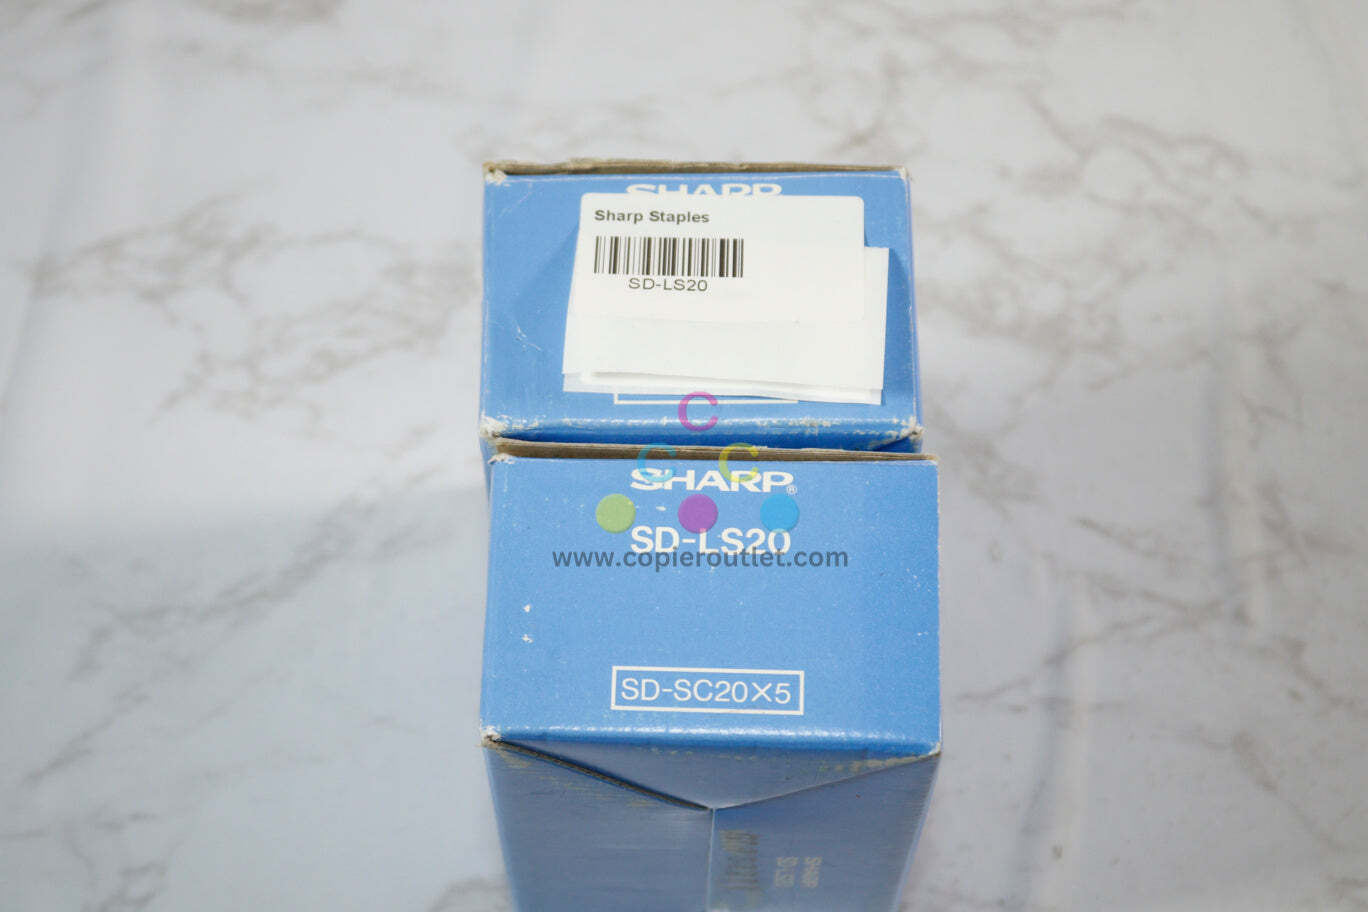 SHARP
Sharp Staples
SD-LS20
C
C C
SHARP®
SD-LS20
www.copieroutlet.com
SD-SC20×5